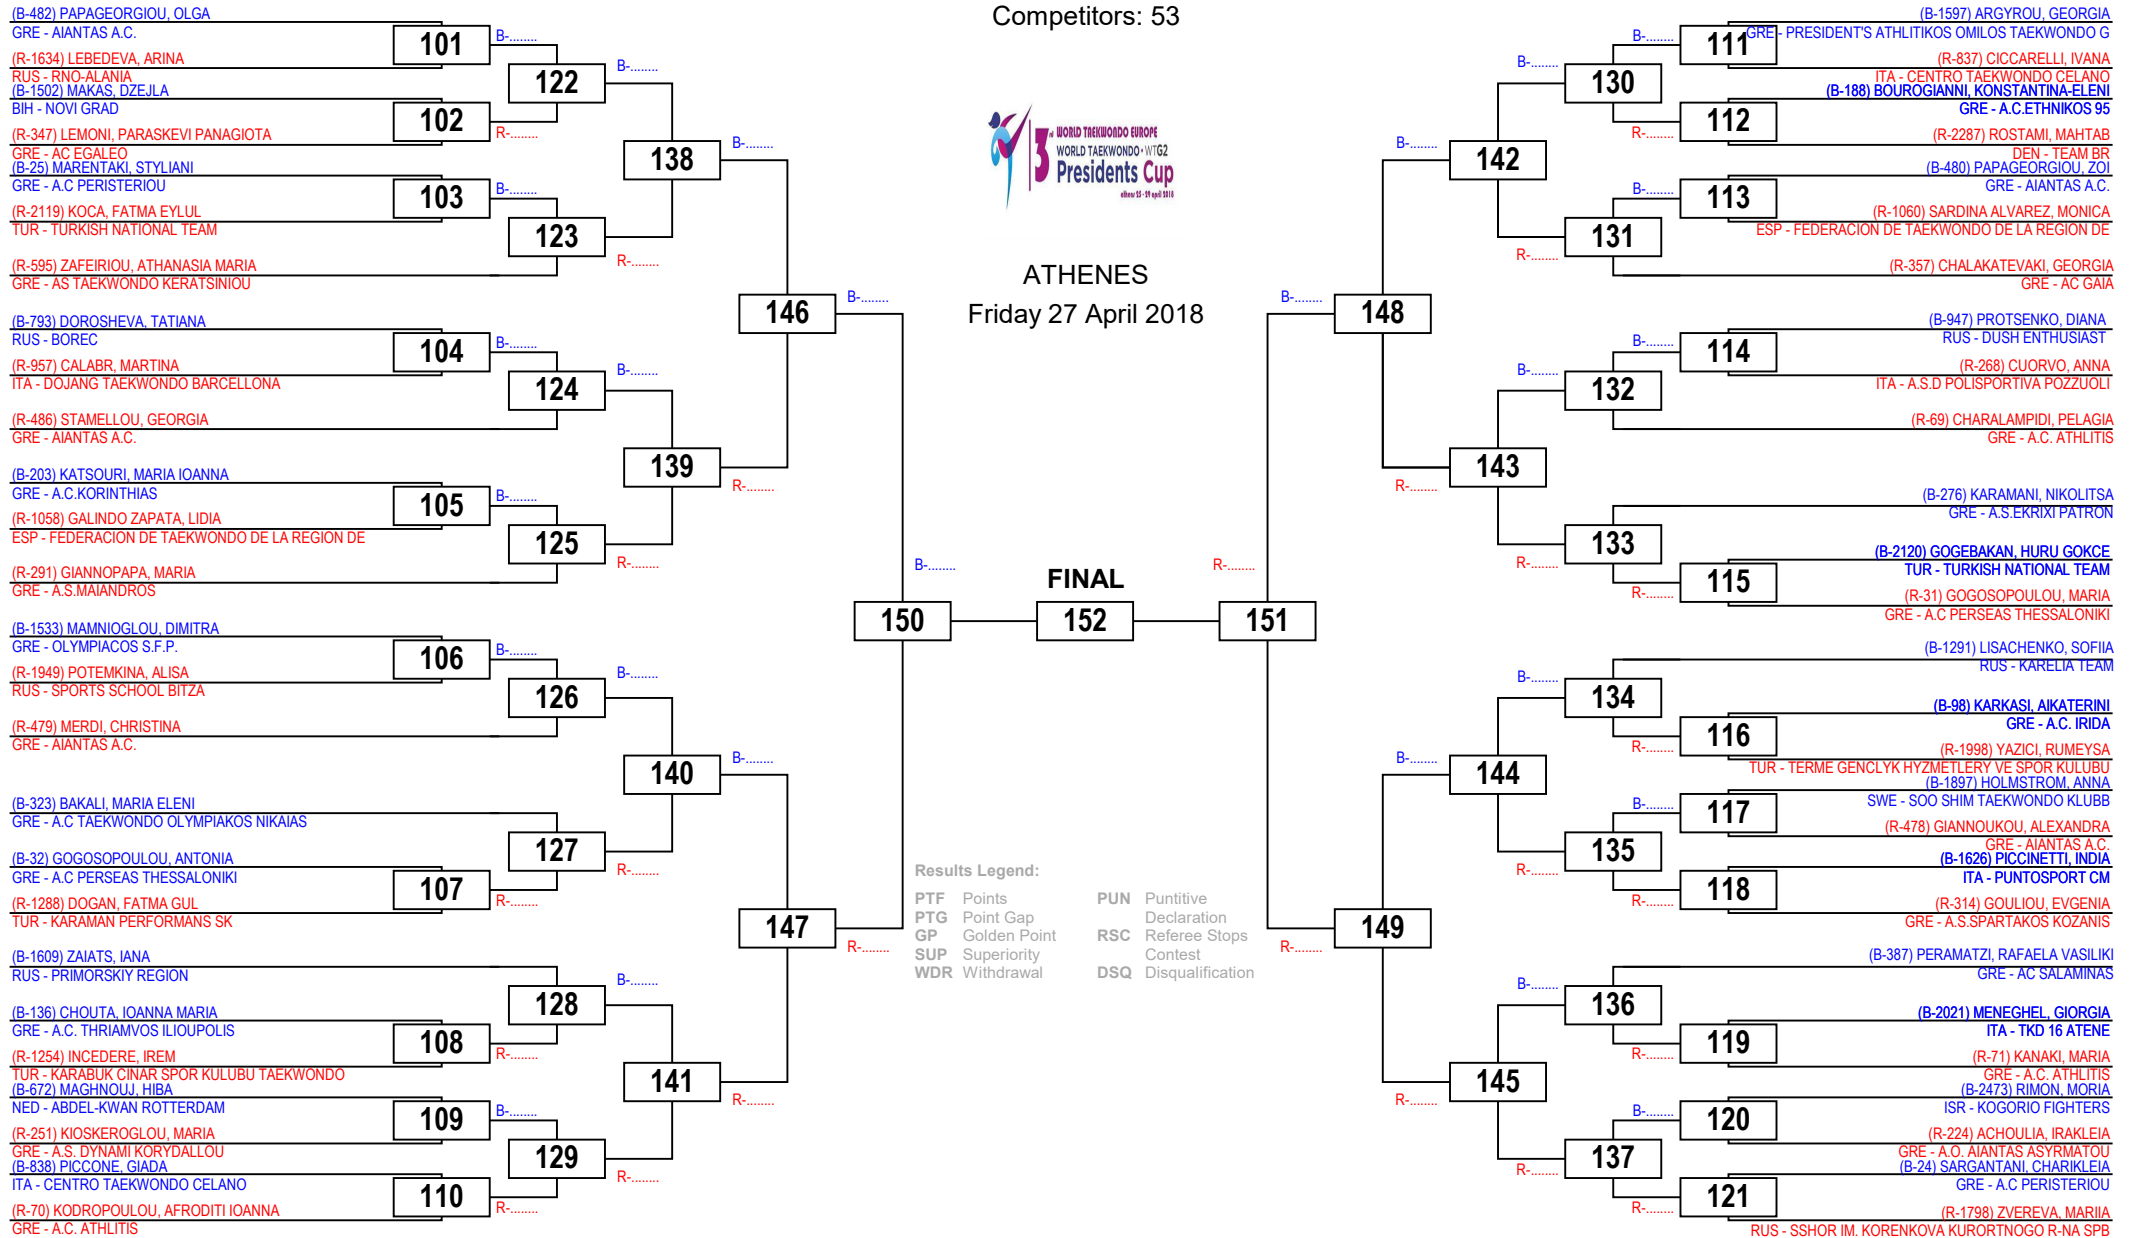 Competitors: 53
3rd WORLD TAEKWONDO EUROPE
WORLD TAEKWONDO • WTG2
Presidents Cup
athens 25 - 29 april 2018
ATHENES
Friday 27 April 2018
(B-482) PAPAGEORGIOU, OLGA
GRE - AIANTAS A.C.
101
(R-1634) LEBEDEVA, ARINA
RUS - RNO-ALANIA
(B-1502) MAKAS, DZEJLA
BIH - NOVI GRAD
102
(R-347) LEMONI, PARASKEVI PANAGIOTA
GRE - AC EGALEO
(B-25) MARENTAKI, STYLIANI
GRE - A.C PERISTERIOU
103
(R-2119) KOCA, FATMA EYLUL
TUR - TURKISH NATIONAL TEAM
(R-595) ZAFEIRIOU, ATHANASIA MARIA
GRE - AS TAEKWONDO KERATSINIOU
(B-793) DOROSHEVA, TATIANA
RUS - BOREC
104
(R-957) CALABR, MARTINA
ITA - DOJANG TAEKWONDO BARCELLONA
(R-486) STAMELLOU, GEORGIA
GRE - AIANTAS A.C.
(B-203) KATSOURI, MARIA IOANNA
GRE - A.C.KORINTHIAS
105
(R-1058) GALINDO ZAPATA, LIDIA
ESP - FEDERACION DE TAEKWONDO DE LA REGION DE
(R-291) GIANNOPAPA, MARIA
GRE - A.S.MAIANDROS
(B-1533) MAMNIOGLOU, DIMITRA
GRE - OLYMPIACOS S.F.P.
106
(R-1949) POTEMKINA, ALISA
RUS - SPORTS SCHOOL BITZA
(R-479) MERDI, CHRISTINA
GRE - AIANTAS A.C.
(B-323) BAKALI, MARIA ELENI
GRE - A.C TAEKWONDO OLYMPIAKOS NIKAIAS
(B-32) GOGOSOPOULOU, ANTONIA
GRE - A.C PERSEAS THESSALONIKI
107
(R-1288) DOGAN, FATMA GUL
TUR - KARAMAN PERFORMANS SK
(B-1609) ZAIATS, IANA
RUS - PRIMORSKIY REGION
(B-136) CHOUTA, IOANNA MARIA
GRE - A.C. THRIAMVOS ILIOUPOLIS
108
(R-1254) INCEDERE, IREM
TUR - KARABUK CINAR SPOR KULUBU TAEKWONDO
(B-672) MAGHNOUJ, HIBA
NED - ABDEL-KWAN ROTTERDAM
109
(R-251) KIOSKEROGLOU, MARIA
GRE - A.S. DYNAMI KORYDALLOU
(B-838) PICCONE, GIADA
ITA - CENTRO TAEKWONDO CELANO
110
(R-70) KODROPOULOU, AFRODITI IOANNA
GRE - A.C. ATHLITIS
B-........
122
R-........
B-........
123
B-........
124
B-........
125
B-........
126
127
R-........
128
R-........
B-........
129
R-........
B-........
138
R-........
B-........
139
R-........
B-........
140
R-........
B-........
141
R-........
B-........
146
R-........
B-........
147
R-........
B-........
150
R-........
B-........
FINAL
152
R-........
151
B-........
148
R-........
B-........
R-........
149
B-........
R-........
142
B-........
R-........
143
B-........
R-........
144
B-........
R-........
145
B-........
R-........
130
B-........
R-........
131
B-........
132
B-........
133
R-........
134
R-........
135
B-........
R-........
136
R-........
137
B-........
R-........
(B-1597) ARGYROU, GEORGIA
GRE - PRESIDENT'S ATHLITIKOS OMILOS TAEKWONDO G
111
(R-837) CICCARELLI, IVANA
ITA - CENTRO TAEKWONDO CELANO
(B-188) BOUROGIANNI, KONSTANTINA-ELENI
GRE - A.C.ETHNIKOS 95
112
(R-2287) ROSTAMI, MAHTAB
DEN - TEAM BR
(B-480) PAPAGEORGIOU, ZOI
GRE - AIANTAS A.C.
113
(R-1060) SARDINA ALVAREZ, MONICA
ESP - FEDERACION DE TAEKWONDO DE LA REGION DE
(R-357) CHALAKATEVAKI, GEORGIA
GRE - AC GAIA
(B-947) PROTSENKO, DIANA
RUS - DUSH ENTHUSIAST
114
(R-268) CUORVO, ANNA
ITA - A.S.D POLISPORTIVA POZZUOLI
(R-69) CHARALAMPIDI, PELAGIA
GRE - A.C. ATHLITIS
(B-276) KARAMANI, NIKOLITSA
GRE - A.S.EKRIXI PATRON
(B-2120) GOGEBAKAN, HURU GOKCE
TUR - TURKISH NATIONAL TEAM
115
(R-31) GOGOSOPOULOU, MARIA
GRE - A.C PERSEAS THESSALONIKI
(B-1291) LISACHENKO, SOFIIA
RUS - KARELIA TEAM
(B-98) KARKASI, AIKATERINI
GRE - A.C. IRIDA
116
(R-1998) YAZICI, RUMEYSA
TUR - TERME GENCLYK HYZMETLERY VE SPOR KULUBU
(B-1897) HOLMSTROM, ANNA
SWE - SOO SHIM TAEKWONDO KLUBB
117
(R-478) GIANNOUKOU, ALEXANDRA
GRE - AIANTAS A.C.
(B-1626) PICCINETTI, INDIA
ITA - PUNTOSPORT CM
118
(R-314) GOULIOU, EVGENIA
GRE - A.S.SPARTAKOS KOZANIS
(B-387) PERAMATZI, RAFAELA VASILIKI
GRE - AC SALAMINAS
(B-2021) MENEGHEL, GIORGIA
ITA - TKD 16 ATENE
119
(R-71) KANAKI, MARIA
GRE - A.C. ATHLITIS
(B-2473) RIMON, MORIA
ISR - KOGORIO FIGHTERS
120
(R-224) ACHOULIA, IRAKLEIA
GRE - A.O. AIANTAS ASYRMATOU
(B-24) SARGANTANI, CHARIKLEIA
GRE - A.C PERISTERIOU
121
(R-1798) ZVEREVA, MARIIA
RUS - SSHOR IM. KORENKOVA KURORTNOGO R-NA SPB
Results Legend:
PTF Points
PTG Point Gap
GP Golden Point
SUP Superiority
WDR Withdrawal
PUN Puntitive
Declaration
RSC Referee Stops
Contest
DSQ Disqualification